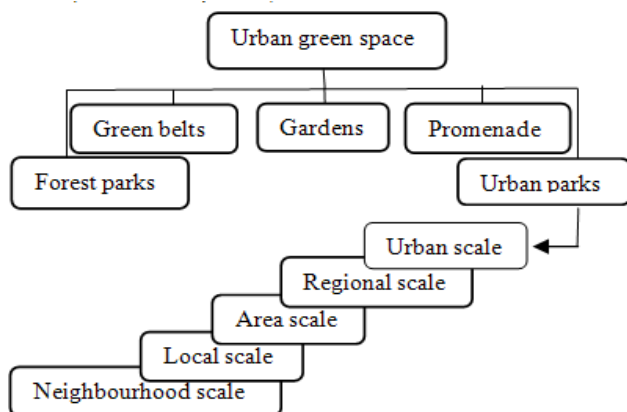 Urban green space
Green belts
Gardens
Promenade
Forest parks
Urban parks
Urban scale
Regional scale
Area scale
Local scale
Neighbourhood scale